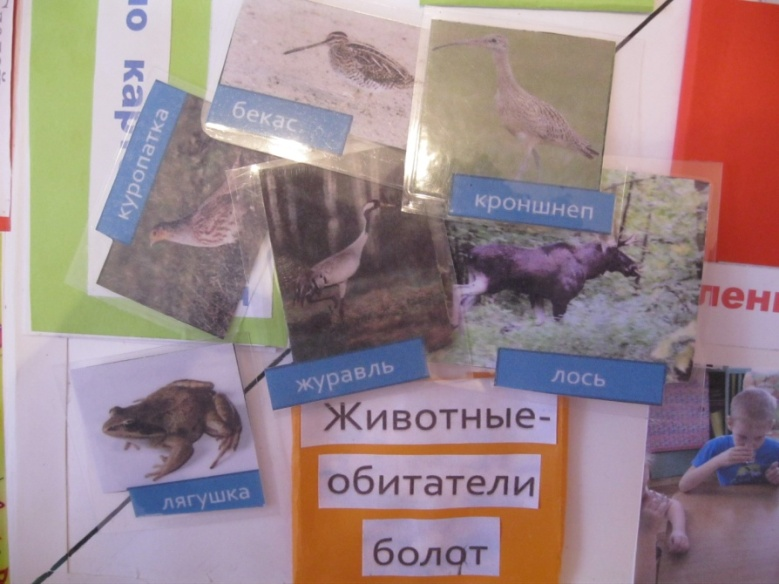 бекас
куропатка
кроншнеп
журавль
лось
лягушка
Животные-
обитатели
болот